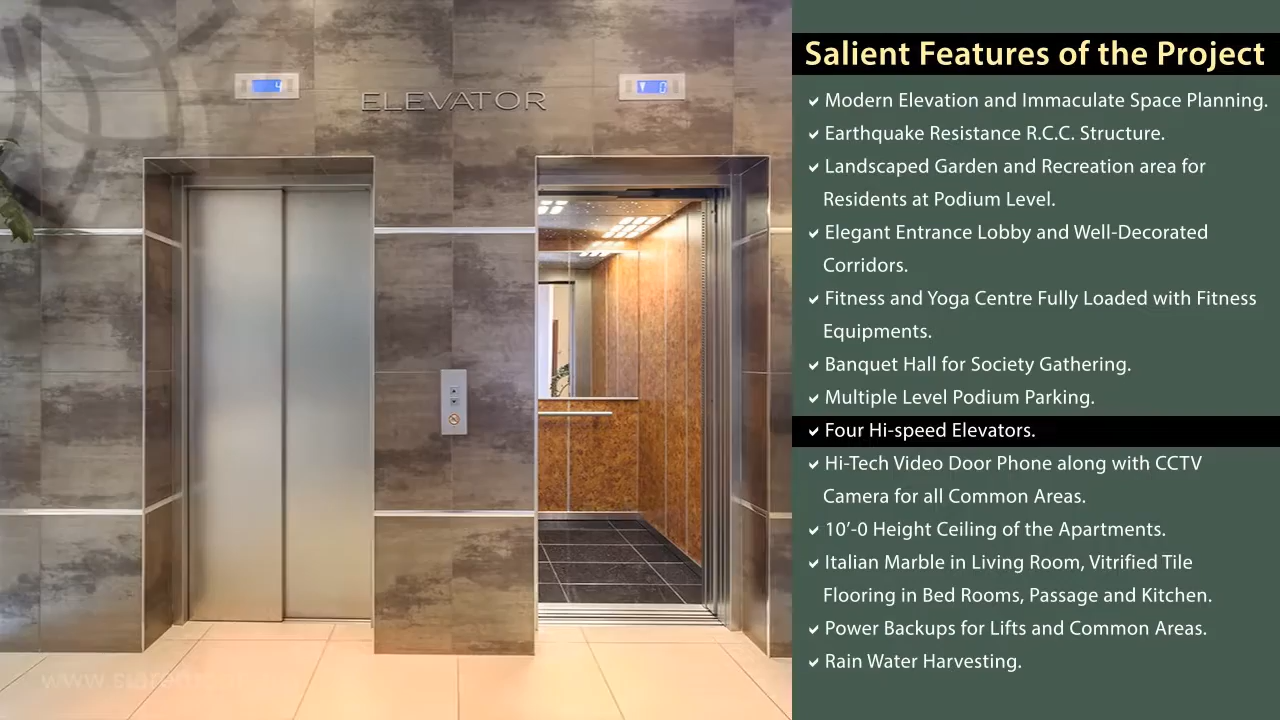 4
ELEVATOR
0
Salient Features of the Project
Modern Elevation and Immaculate Space Planning.
Earthquake Resistance R.C.C. Structure.
Landscaped Garden and Recreation area for
Residents at Podium Level.
Elegant Entrance Lobby and Well-Decorated
Corridors.
Fitness and Yoga Centre Fully Loaded with Fitness
Equipments.
Banquet Hall for Society Gathering.
Multiple Level Podium Parking.
Four Hi-speed Elevators.
Hi-Tech Video Door Phone along with CCTV
Camera for all Common Areas.
10’-0 Height Ceiling of the Apartments.
Italian Marble in Living Room, Vitrified Tile
Flooring in Bed Rooms, Passage and Kitchen.
Power Backups for Lifts and Common Areas.
Rain Water Harvesting.